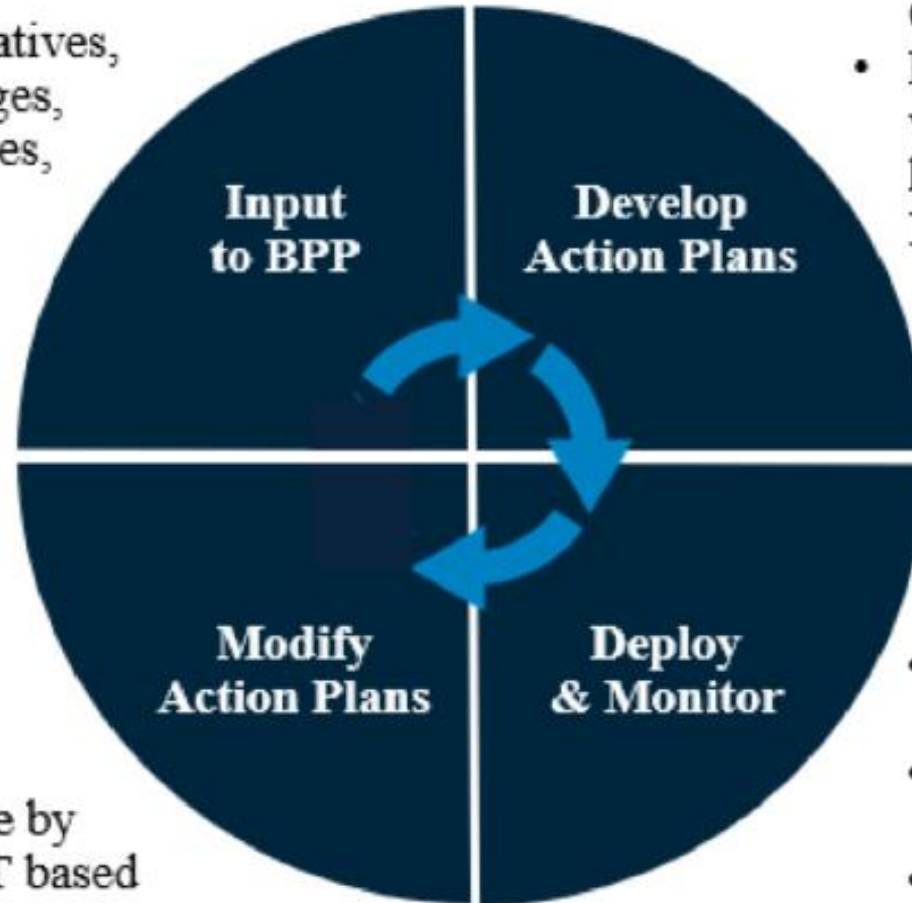 atives,
ges,
es,
Input
to BPP
Develop
Action Plans
Modify
Action Plans
Deploy
& Monitor
e by
T based